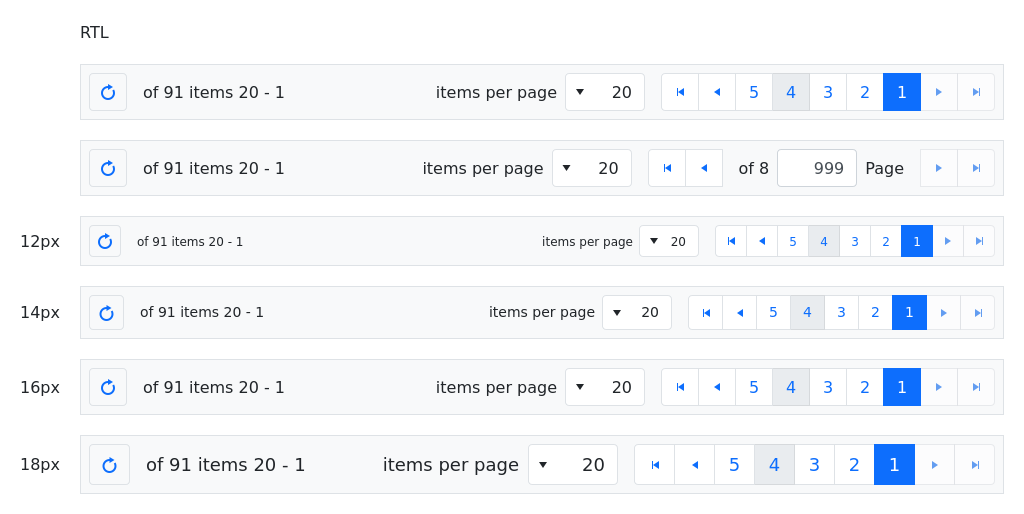 RTL
of 91 items 20 - 1 items per page 20 5 4 3 2 1
of 91 items 20 - 1 items per page 20 of 8 999 Page
12px of 91 items 20 - 1 items per page 20 5 4 3 2 1
14px of 91 items 20 - 1 items per page 20 5 4 3 2 1
16px of 91 items 20 - 1 items per page 20 5 4 3 2 1
18px of 91 items 20 - 1 items per page 20 5 4 3 2 1